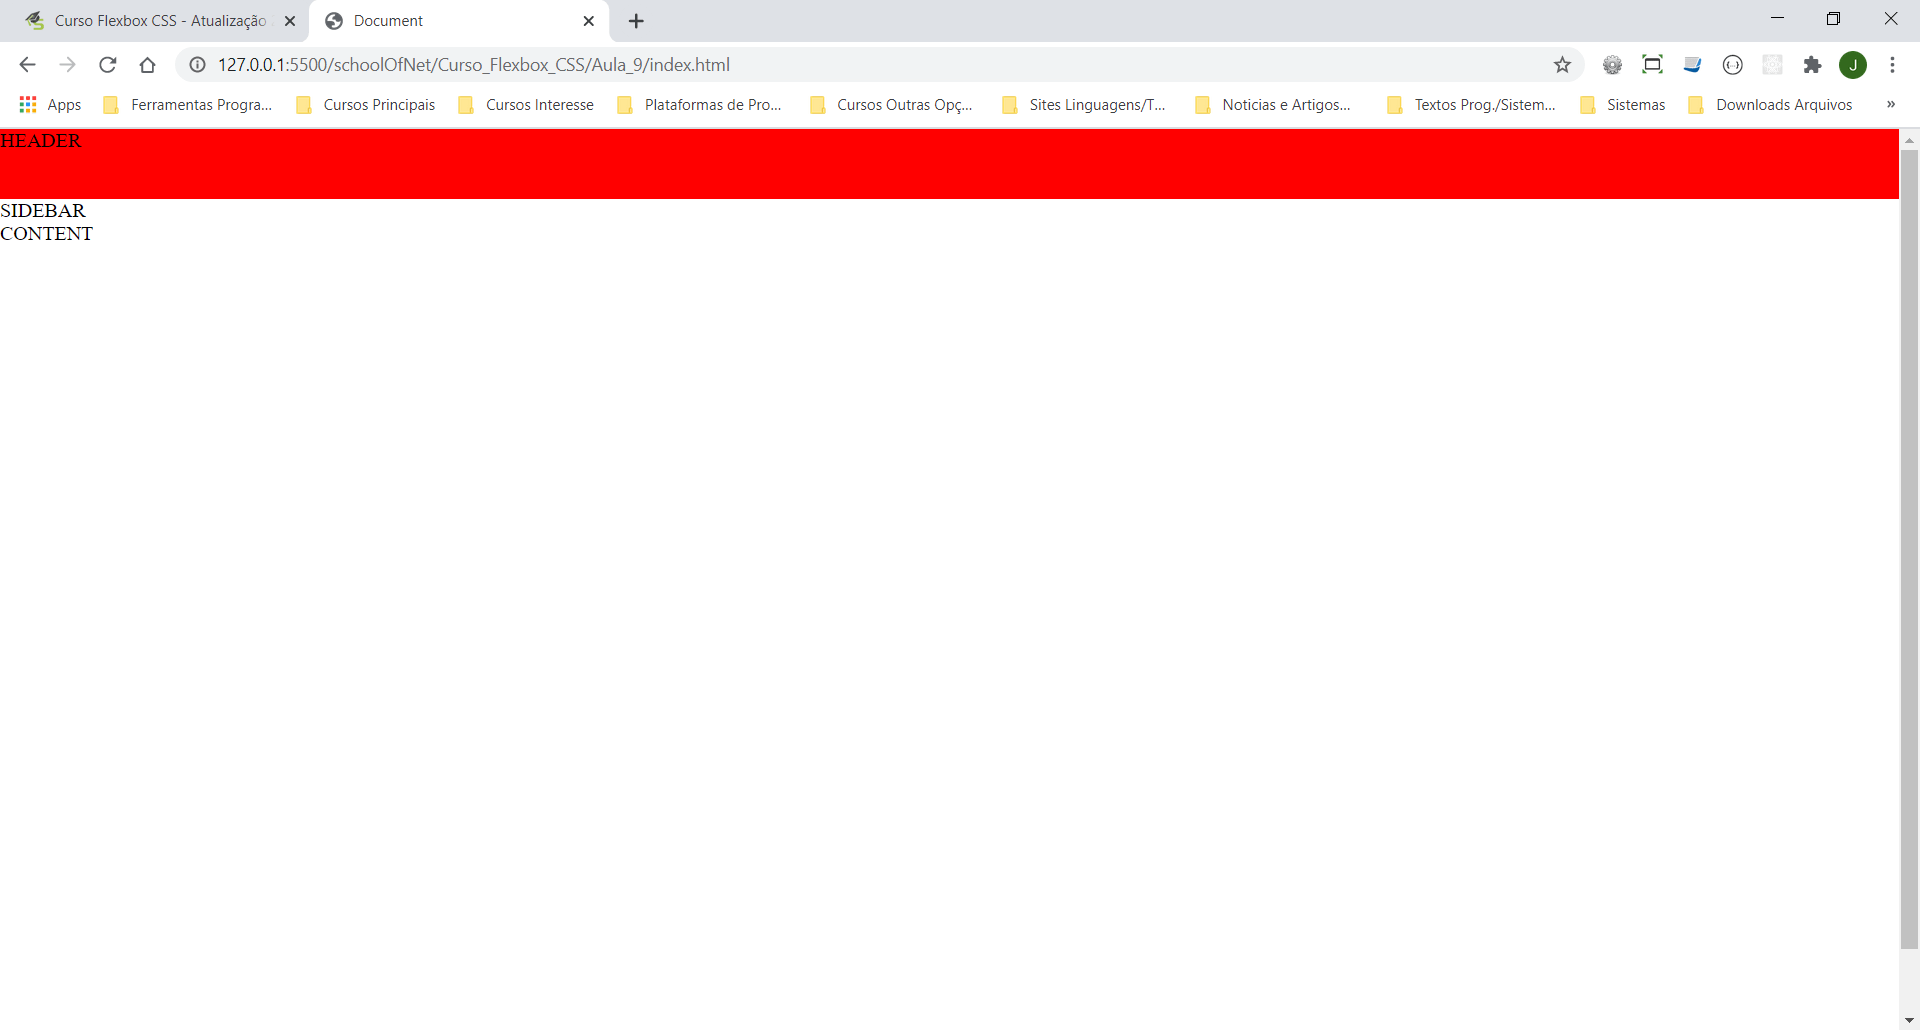 Curso Flexbox CSS - Atualização
Document
127.0.0.1:5500/schoolOfNet/Curso_Flexbox_CSS/Aula_9/index.html
J
Apps
Ferramentas Progra...
Cursos Principais
Cursos Interesse
Plataformas de Pro...
Cursos Outras Opç...
Sites Linguagens/T...
Noticias e Artigos...
Textos Prog./Sistem...
Sistemas
Downloads Arquivos
»
HEADER
SIDEBAR
CONTENT